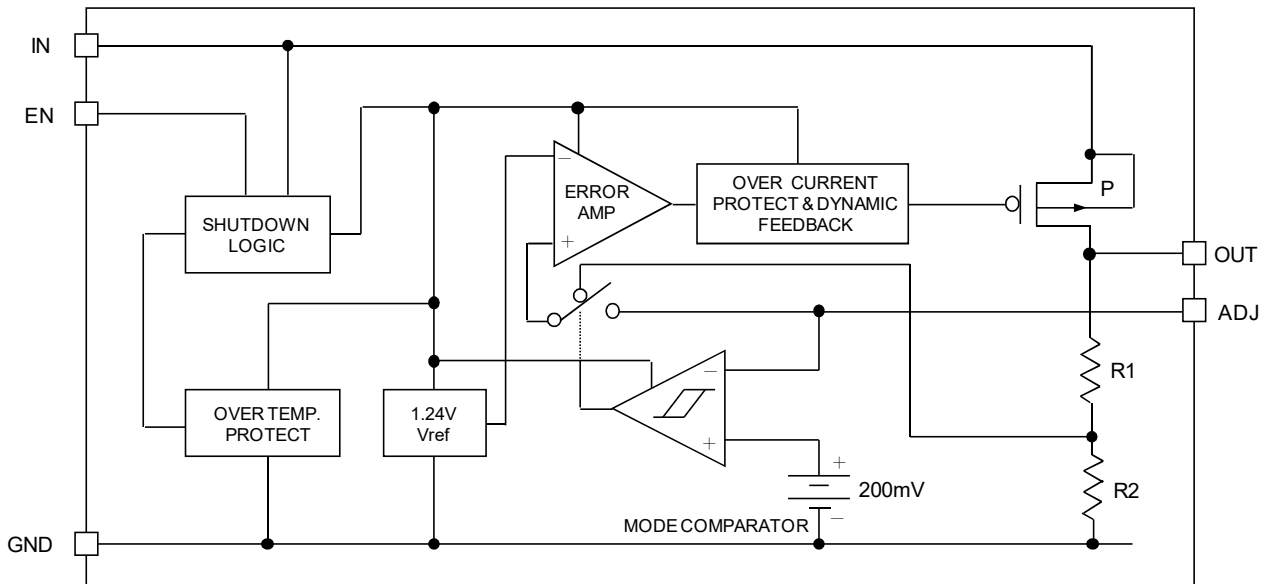 IN
EN
SHUTDOWN
LOGIC
−
ERROR
AMP
+
OVER CURRENT
PROTECT & DYNAMIC
FEEDBACK
P
OUT
ADJ
R1
OVER TEMP.
PROTECT
1.24V
Vref
−
+
+
200mV
−
R2
MODE COMPARATOR
GND